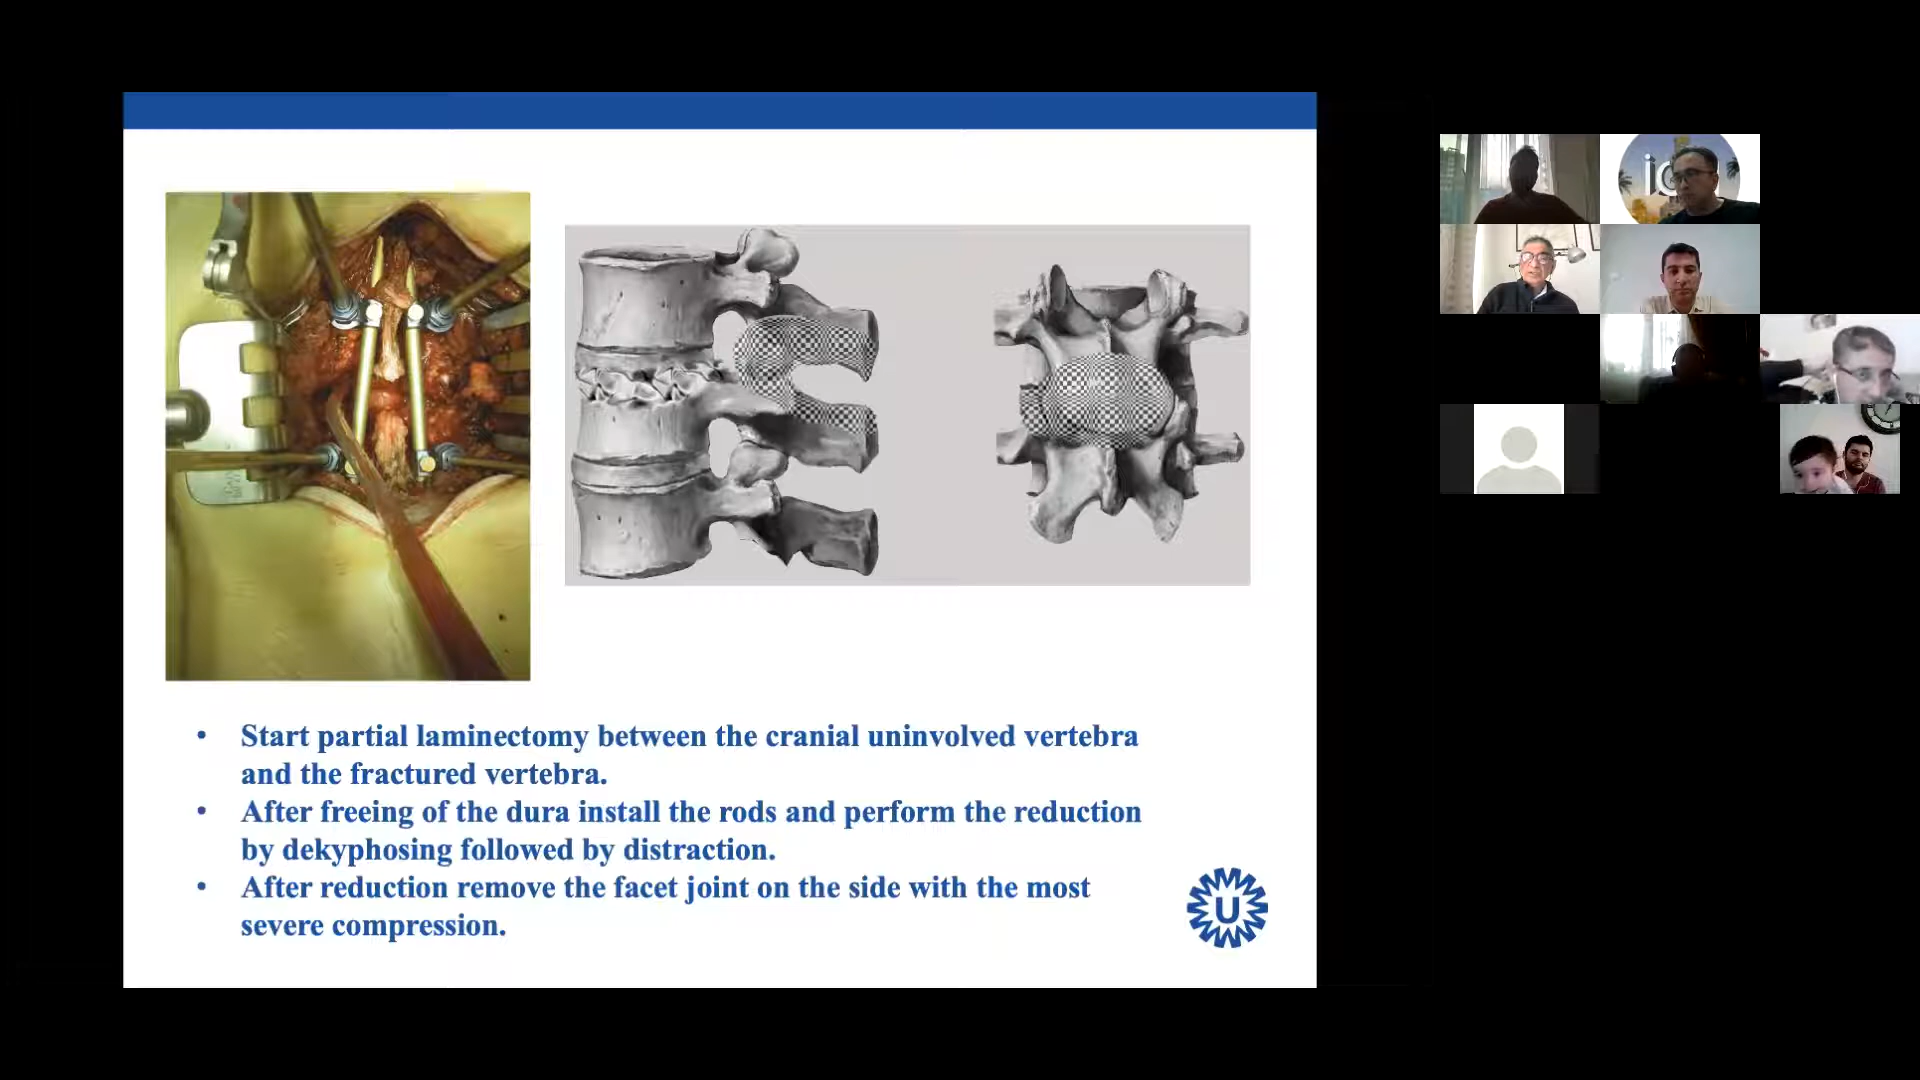 Start partial laminectomy between the cranial uninvolved vertebra
and the fractured vertebra.
After freeing of the dura install the rods and perform the reduction
by dekyphosing followed by distraction.
After reduction remove the facet joint on the side with the most
severe compression.
U